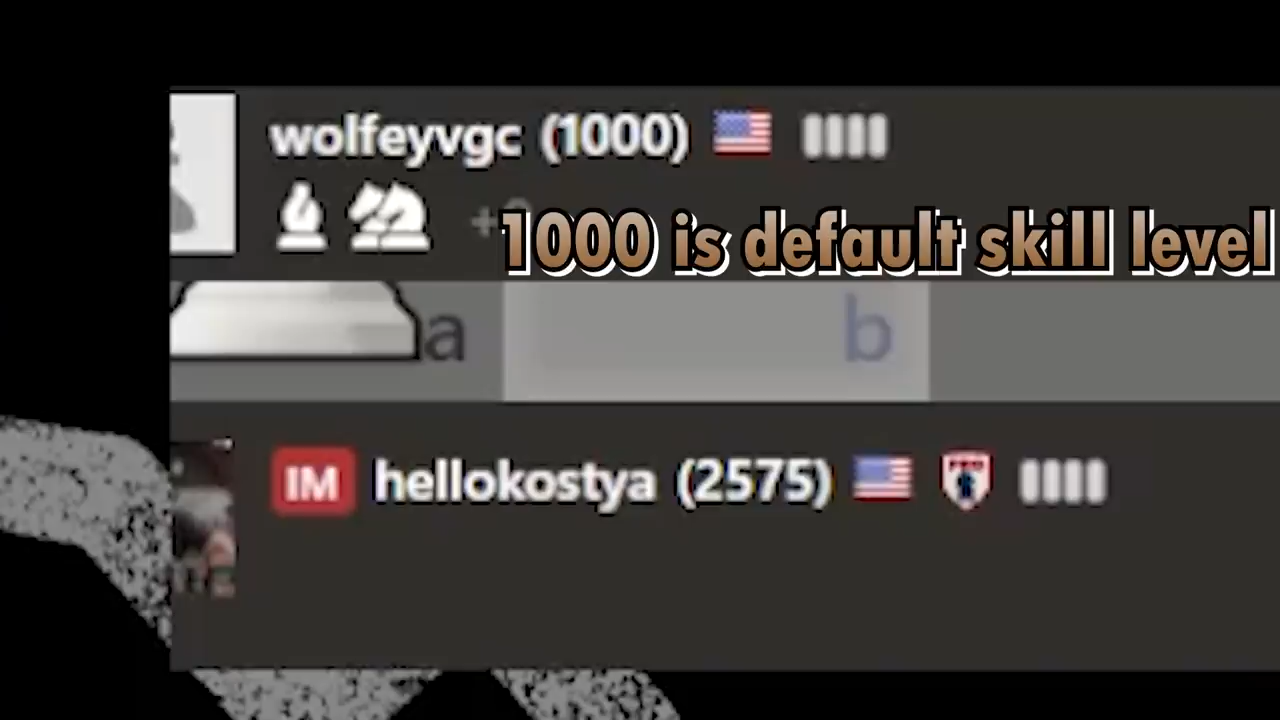 wolfeyvgc (1000)
1000 is default skill level
a b
IM hellokostya (2575)